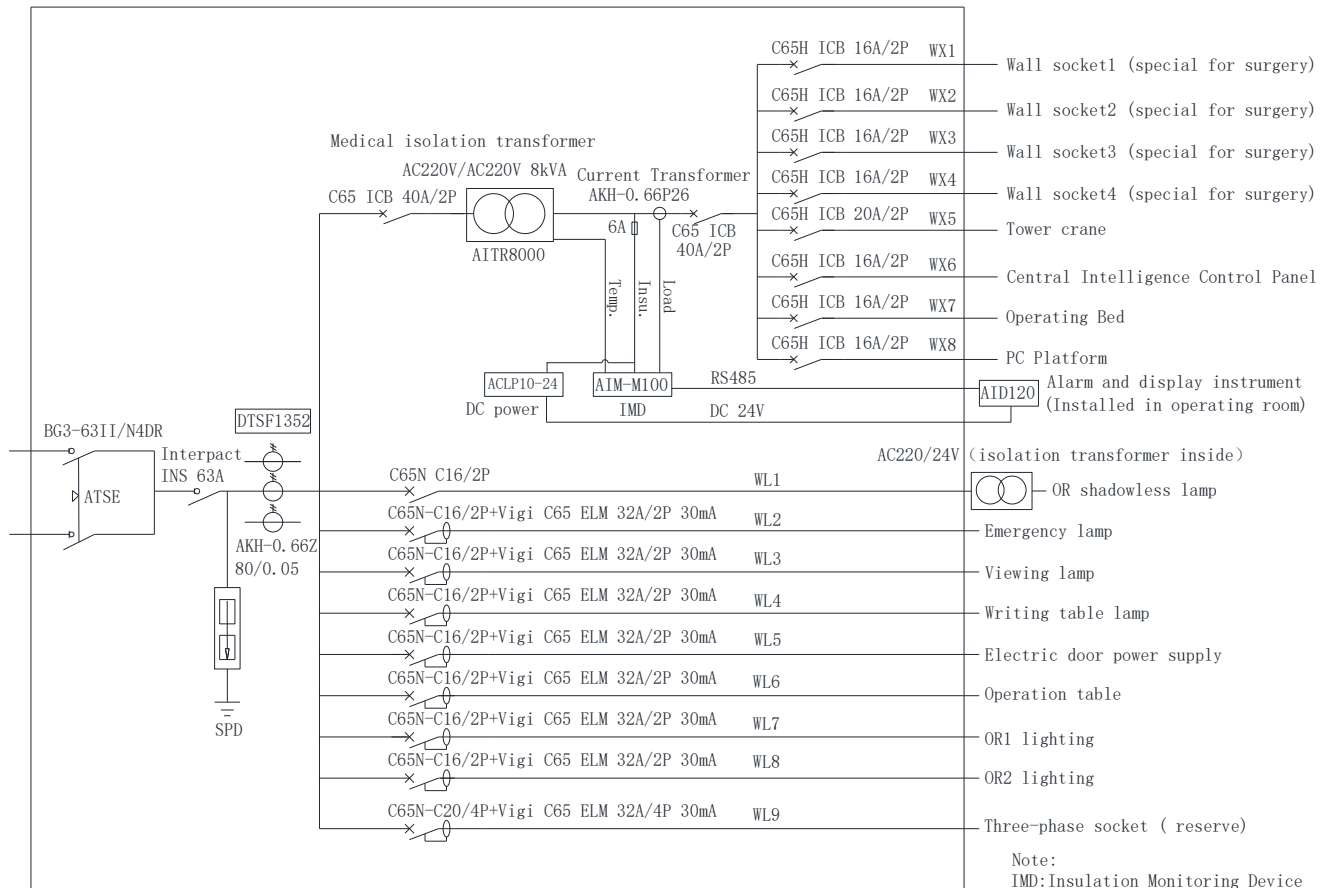 C65H ICB 16A/2P WX1
Wall socket1 (special for surgery)
C65H ICB 16A/2P WX2
Wall socket2 (special for surgery)
Medical isolation transformer
C65H ICB 16A/2P WX3
Wall socket3 (special for surgery)
AC220V/AC220V 8kVA
Current Transformer
C65H ICB 16A/2P WX4
Wall socket4 (special for surgery)
C65 ICB 40A/2P
AKH-0.66P26
6A
C65 ICB
40A/2P
C65H ICB 20A/2P WX5
Tower crane
AITR8000
C65H ICB 16A/2P WX6
Central Intelligence Control Panel
Temp.
Insu.
Load
C65H ICB 16A/2P WX7
Operating Bed
C65H ICB 16A/2P WX8
PC Platform
ACLP10-24
AIM-M100
RS485
AID120
Alarm and display instrument
(Installed in operating room)
DC power
IMD
DC 24V
DTSF1352
BG3-63II/N4DR
Interpact
INS 63A
ATSE
AC220/24V (isolation transformer inside)
C65N C16/2P
WL1
OR shadowless lamp
C65N-C16/2P+Vigi C65 ELM 32A/2P 30mA
WL2
Emergency lamp
AKH-0.66Z
80/0.05
C65N-C16/2P+Vigi C65 ELM 32A/2P 30mA
WL3
Viewing lamp
C65N-C16/2P+Vigi C65 ELM 32A/2P 30mA
WL4
Writing table lamp
C65N-C16/2P+Vigi C65 ELM 32A/2P 30mA
WL5
Electric door power supply
C65N-C16/2P+Vigi C65 ELM 32A/2P 30mA
WL6
Operation table
SPD
C65N-C16/2P+Vigi C65 ELM 32A/2P 30mA
WL7
OR1 lighting
C65N-C16/2P+Vigi C65 ELM 32A/2P 30mA
WL8
OR2 lighting
C65N-C20/4P+Vigi C65 ELM 32A/4P 30mA
WL9
Three-phase socket ( reserve)
Note:
IMD:Insulation Monitoring Device